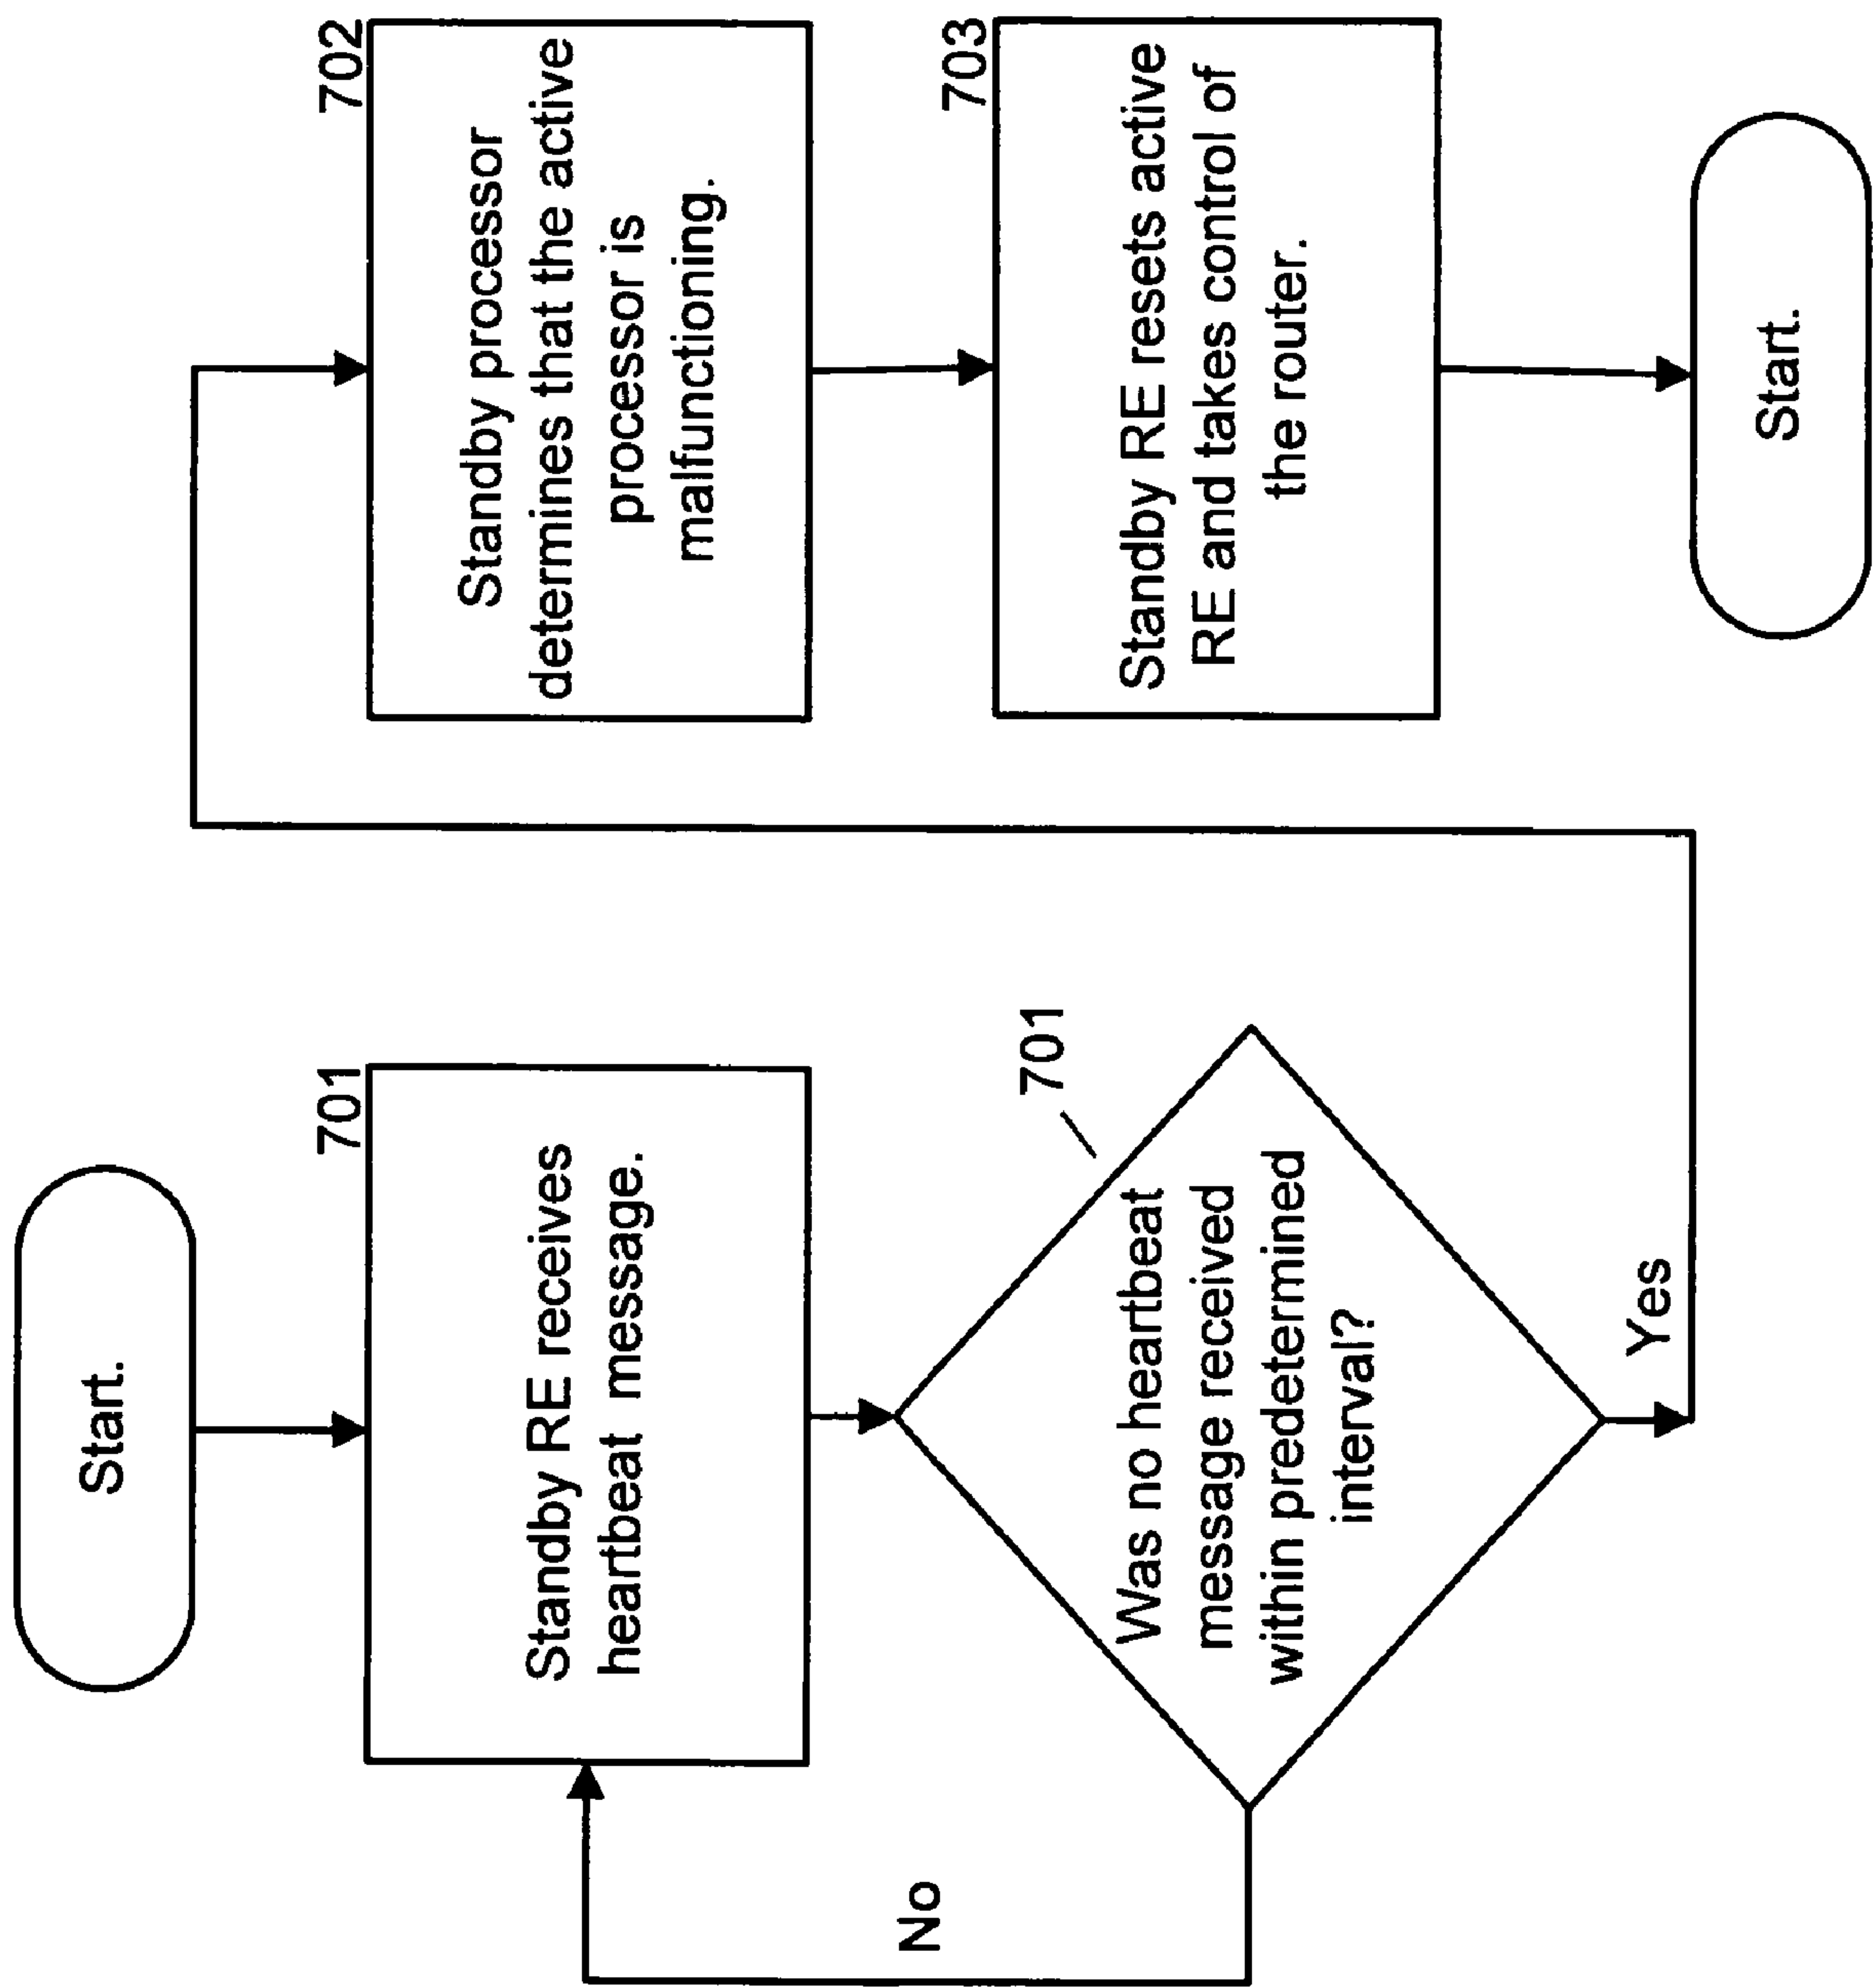 Start.
701
Standby RE receives
heartbeat message.
701
Was no heartbeat
message received
within predetermined
interval?
No
Yes
702
Standby processor
determines that the active
processor is
malfunctioning.
703
Standby RE resets active
RE and takes control of
the router.
Start.